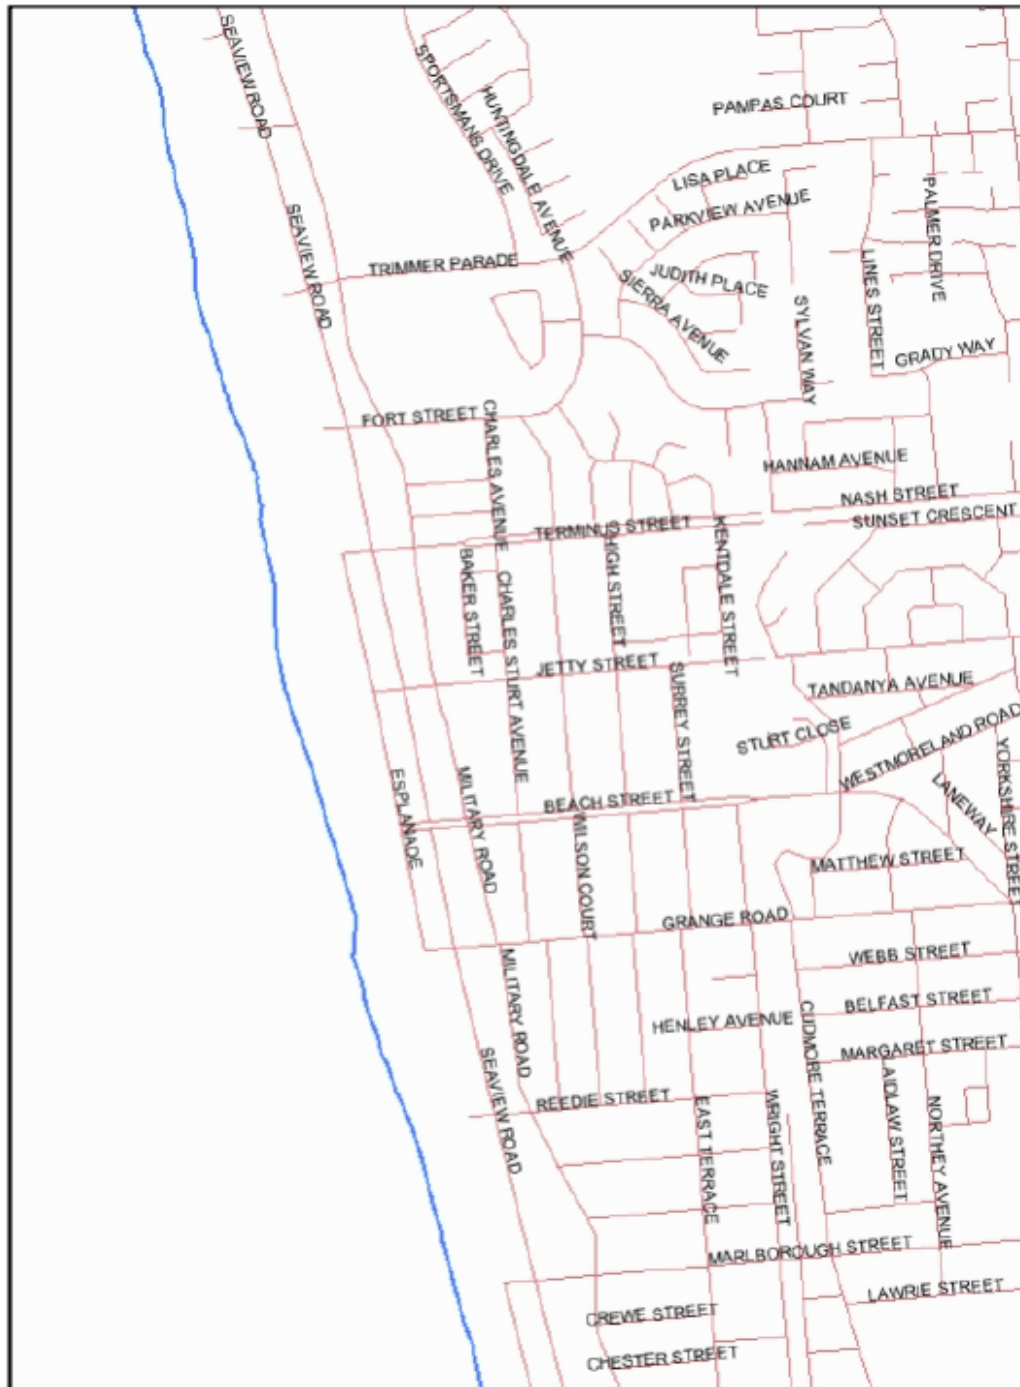 SEAVIEW ROAD
SPORTSMANS DRIVE
HUNTINGDALE AVENUE
PAMPAS COURT
LISA PLACE
PARKVIEW AVENUE
PALMER DRIVE
SEAVIEW ROAD
TRIMMER PARADE
JUDITH PLACE
SIERRA AVENUE
LINES STREET
SYLVAN WAY
GRADY WAY
FORT STREET
CHARLES AVENUE
HANNAM AVENUE
NASH STREET
SUNSET CRESCENT
TERMINUS STREET
KENTDALE STREET
HIGH STREET
BAKER STREET
CHARLES STURT AVENUE
JETTY STREET
SURREY STREET
TANDANYA AVENUE
STURT CLOSE
WESTMORELAND ROAD
YORKSHIRE STREET
LANEWAY
ESPLANADE
MILITARY ROAD
BEACH STREET
WILSON COURT
MATTHEW STREET
GRANGE ROAD
WEBB STREET
MILITARY ROAD
BELFAST STREET
HENLEY AVENUE
CUDMORE TERRACE
MARGARET STREET
SEAVIEW ROAD
REEDIE STREET
LAIDLAW STREET
EAST TERRACE
WRIGHT STREET
NORTHEY AVENUE
MARLBOROUGH STREET
LAWRIE STREET
CREWE STREET
CHESTER STREET